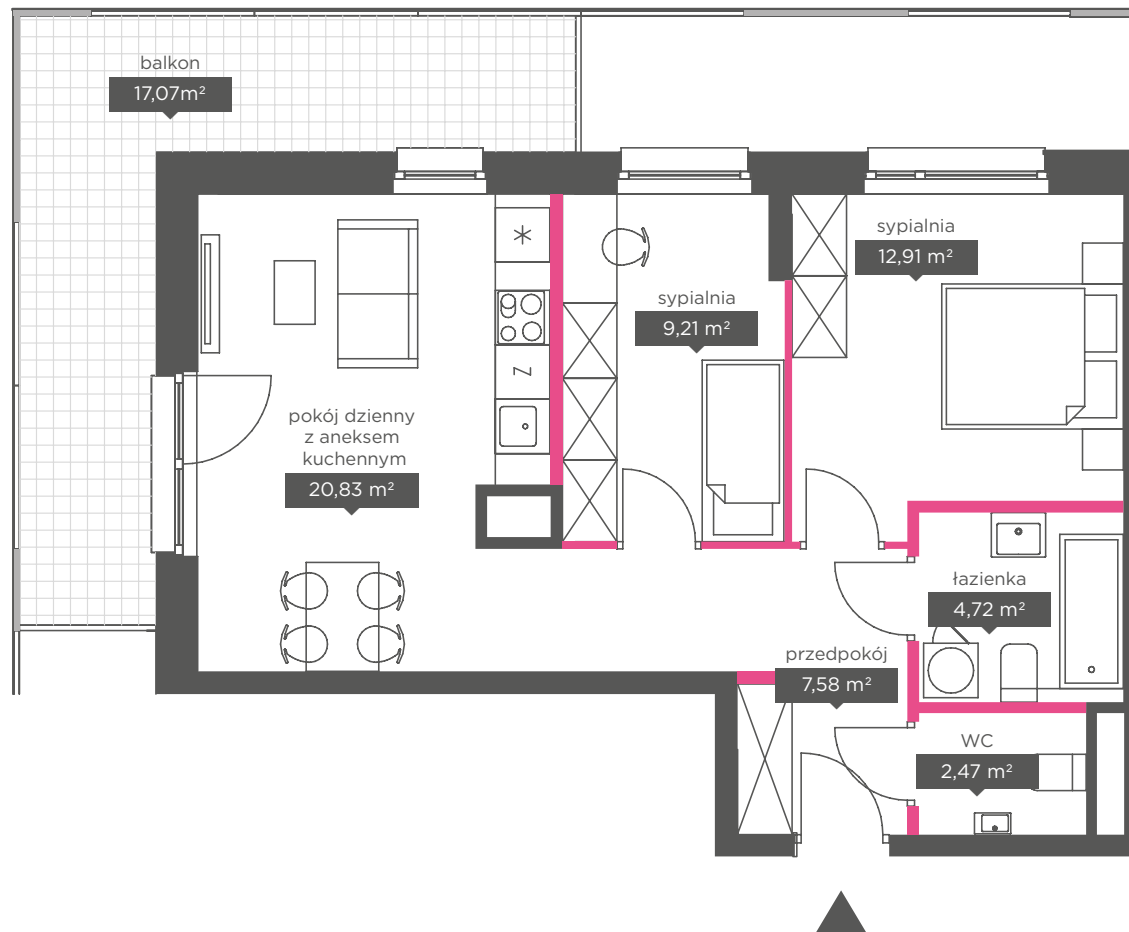 balkon
17,07m²
sypialnia
12,91 m²
sypialnia
9,21 m²
pokój dzienny
z aneksem
kuchennym
20,83 m²
Z
łazienka
4,72 m²
przedpokój
7,58 m²
WC
2,47 m²